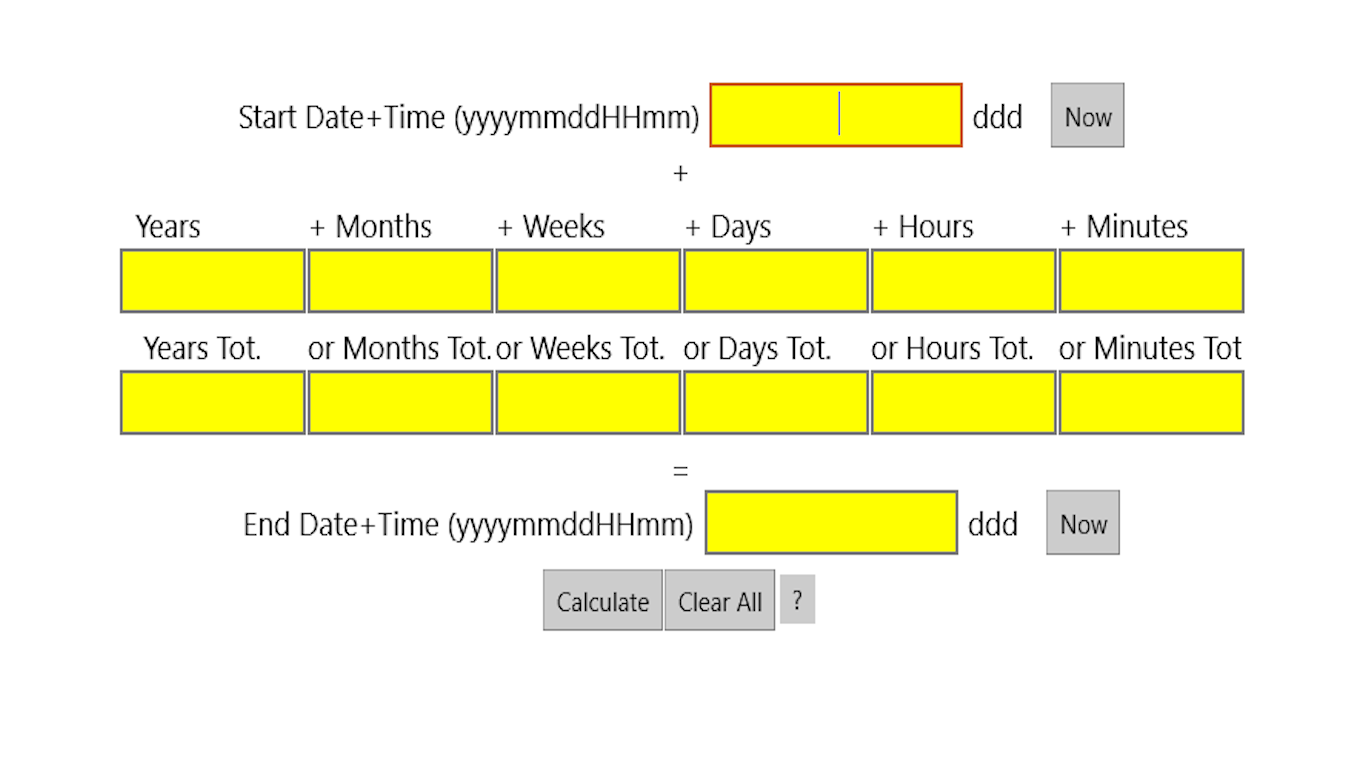 Start Date+Time (yyyymmddHHmm) ddd Now
+
Years + Months + Weeks + Days + Hours + Minutes
Years Tot. or Months Tot. or Weeks Tot. or Days Tot. or Hours Tot. or Minutes Tot
=
End Date+Time (yyyymmddHHmm) ddd Now
Calculate Clear All ?